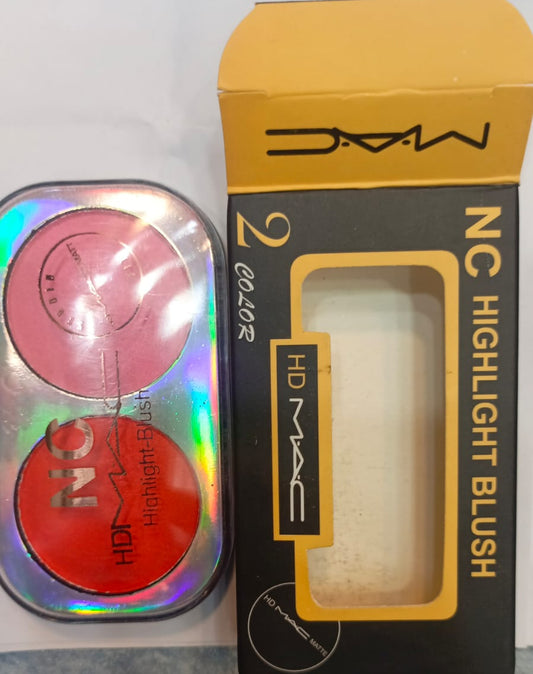 M·A·C
NC HIGHLIGHT BLUSH
2 COLOR
HD M·A·C
HD M·A·C MATTE
NC
HD M·A·C
Highlight-Blush